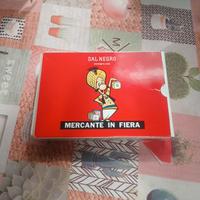 DAL NEGRO
MERCANTE IN FIERA